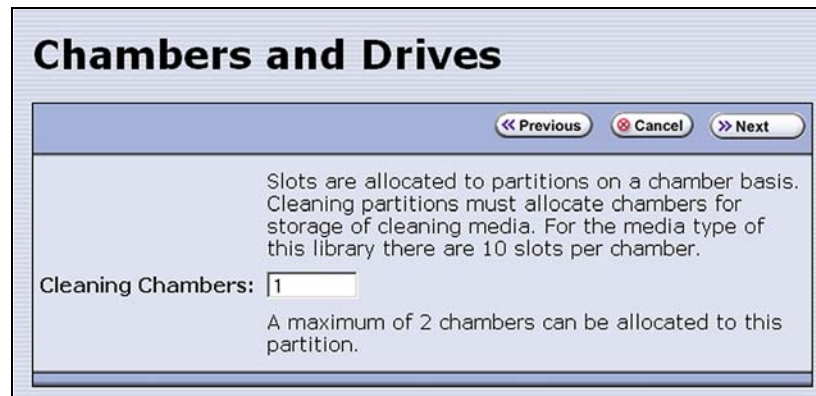 Chambers and Drives
Previous Cancel Next
Slots are allocated to partitions on a chamber basis.
Cleaning partitions must allocate chambers for
storage of cleaning media. For the media type of
this library there are 10 slots per chamber.
Cleaning Chambers: 1
A maximum of 2 chambers can be allocated to this
partition.